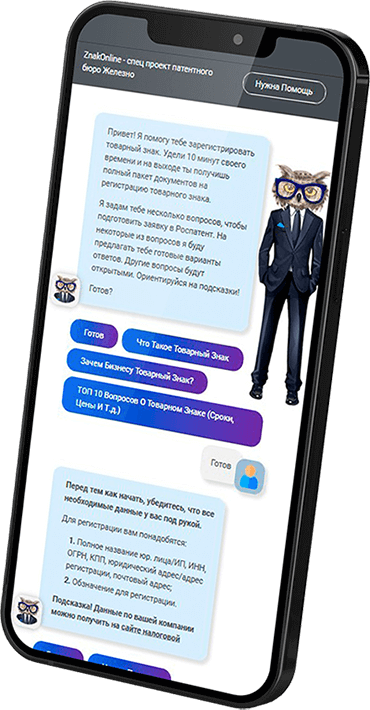 ZnakOnline - спец проект патентного
бюро Железно
Нужна Помощь
Привет! Я помогу тебе зарегистрировать
товарный знак. Удели 10 минут своего
времени и на выходе ты получишь
полный пакет документов на
регистрацию товарного знака.
Я задам тебе несколько вопросов, чтобы
подготовить заявку в Роспатент. На
некоторые из вопросов я буду
предлагать тебе готовые варианты
ответов. Другие вопросы будут
открытыми. Ориентируйся на подсказки!
Готов?
Готов
Что Такое Товарный Знак
Зачем Бизнесу Товарный Знак?
ТОП 10 Вопросов О Товарном Знаке (Сроки,
Цены И Т.д.)
Готов
Перед тем как начать, убедитесь, что все
необходимые данные у вас под рукой.
Для регистрации вам понадобятся:
1. Полное название юр. лица/ИП, ИНН,
ОГРН, КПП, юридический адрес/адрес
регистрации, почтовый адрес;
2. Обзначение для регистрации.
Подсказка! Данные по вашей компании
можно получить на сайте налоговой